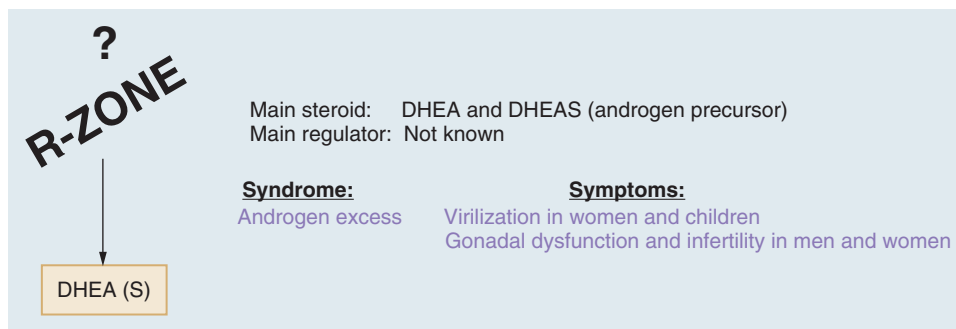 ?
R-ZONE
Main steroid: DHEA and DHEAS (androgen precursor)
Main regulator: Not known
Syndrome: Symptoms:
Androgen excess Virilization in women and children
Gonadal dysfunction and infertility in men and women
DHEA (S)